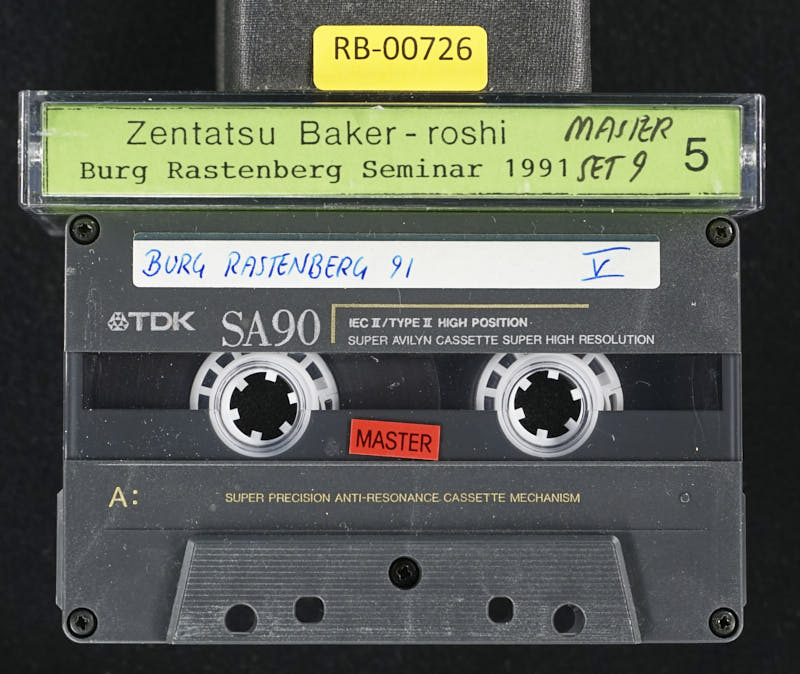 RB-00726
Zentatsu Baker-roshi MASTER
Burg Rastenberg Seminar 1991 SET 9 5
BURG RASTENBERG 91 V
TDK SA90 IEC II/TYPE II HIGH POSITION
SUPER AVILYN CASSETTE SUPER HIGH RESOLUTION
MASTER
A: SUPER PRECISION ANTI-RESONANCE CASSETTE MECHANISM